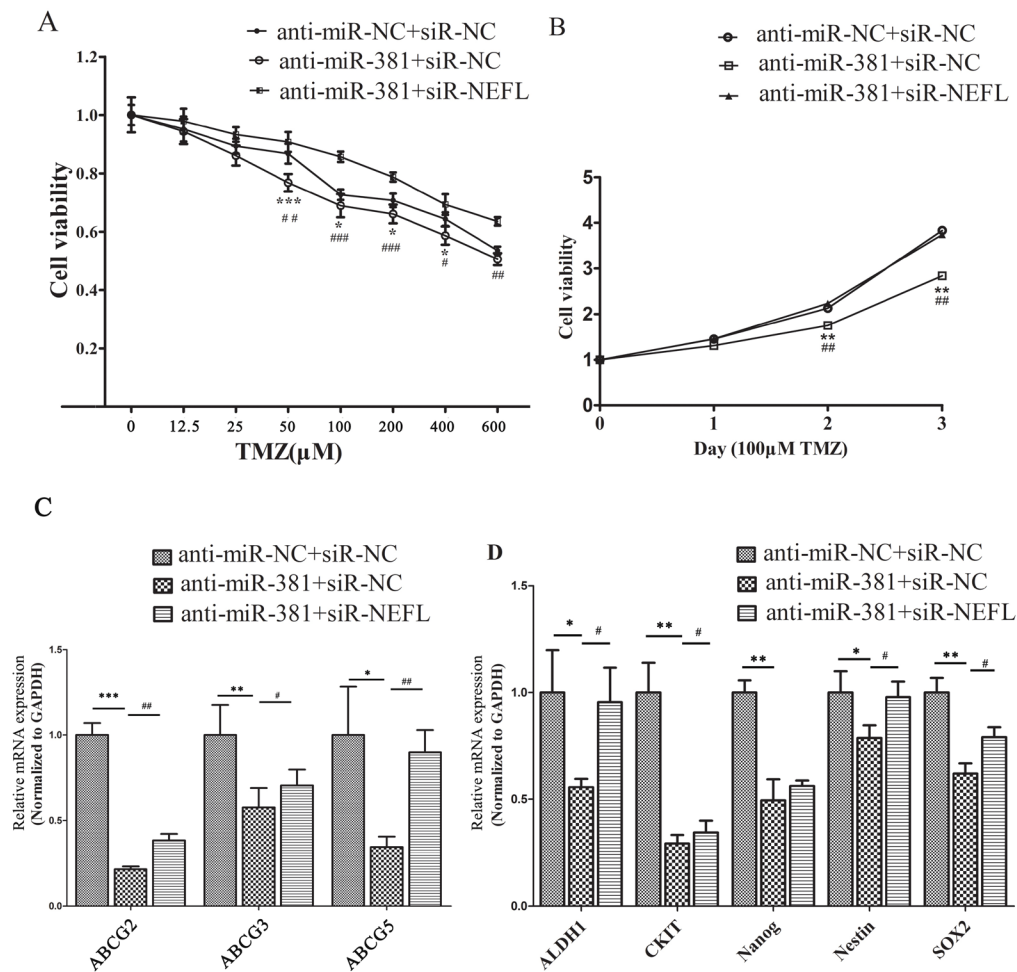 A
anti-miR-NC+siR-NC
anti-miR-381+siR-NC
anti-miR-381+siR-NEFL
1.2
1.0
0.8
0.6
0.4
0.2
Cell viability
***
# #
*
###
*
###
*
#
##
0 12.5 25 50 100 200 400 600
TMZ(μM)
B
anti-miR-NC+siR-NC
anti-miR-381+siR-NC
anti-miR-381+siR-NEFL
5
4
3
2
1
0
Cell viability
**
##
**
##
0 1 2 3
Day (100μM TMZ)
C
anti-miR-NC+siR-NC
anti-miR-381+siR-NC
anti-miR-381+siR-NEFL
Relative mRNA expression
(Normalized to GAPDH)
1.5
1.0
0.5
0.0
*** ## ** # * ##
ABCG2 ABCG3 ABCG5
D
anti-miR-NC+siR-NC
anti-miR-381+siR-NC
anti-miR-381+siR-NEFL
Relative mRNA expression
(Normalized to GAPDH)
1.5
1.0
0.5
0.0
* # ** # ** * # ** #
ALDH1 CKIT Nanog Nestin SOX2